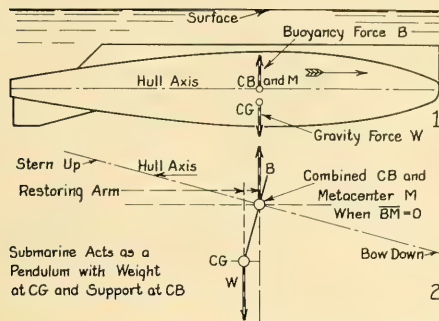 Surface
Buoyancy Force B
Hull Axis
CB and M
CG
1
Gravity Force W
Stern Up
Hull Axis
B
Combined CB and
Metacenter M
When BM=0
Restoring Arm
Submarine Acts as a
Pendulum with Weight
at CG and Support at CB
CG
W
Bow Down
2